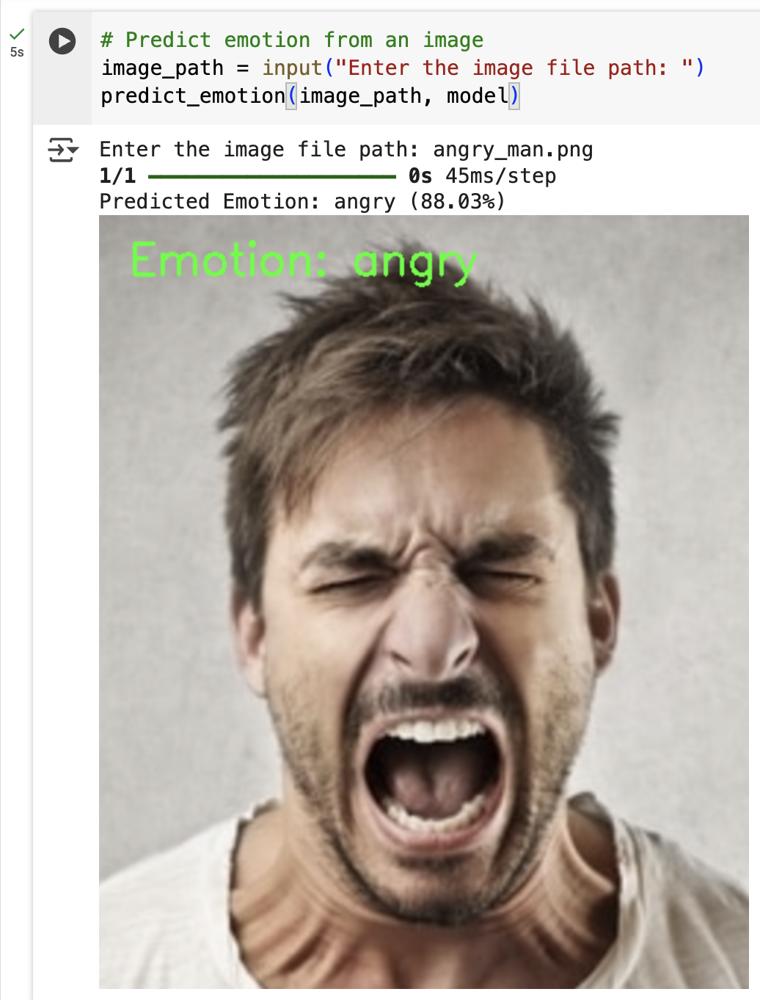 5s
# Predict emotion from an image
image_path = input("Enter the image file path: ")
predict_emotion(image_path, model)
Enter the image file path: angry_man.png
1/1 ━━━━━━━━━━━━━━━━━━━━ 0s 45ms/step
Predicted Emotion: angry (88.03%)
Emotion: angry